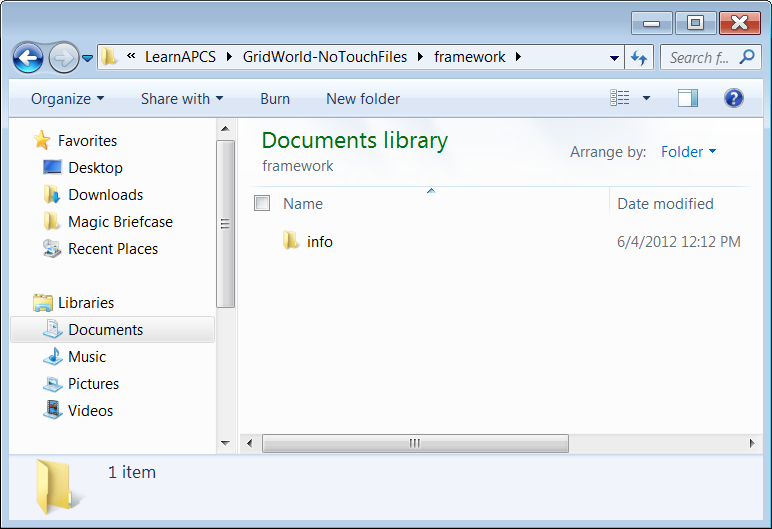 « LearnAPCS ▸ GridWorld-NoTouchFiles ▸ framework ▸
Search f...
Organize Share with Burn New folder
Favorites
Desktop
Downloads
Magic Briefcase
Recent Places
Libraries
Documents
Music
Pictures
Videos
Documents library
framework
Arrange by: Folder
Name Date modified
info 6/4/2012 12:12 PM
1 item